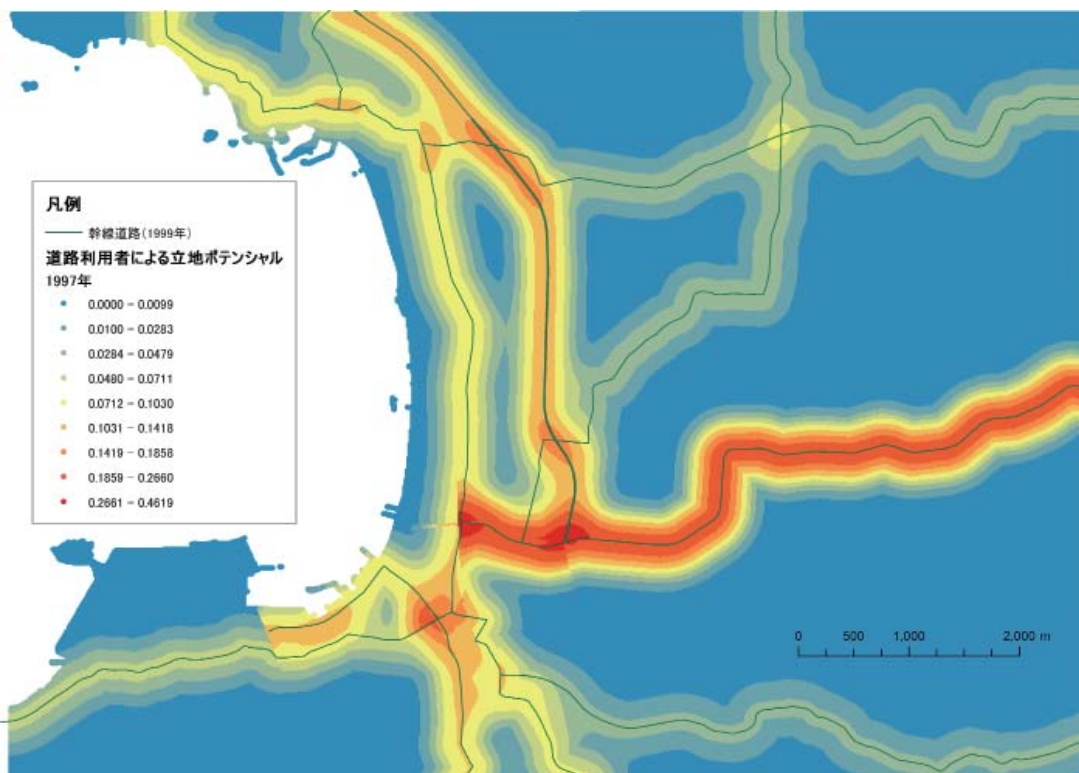 凡例
幹線道路(1999年)
道路利用者による立地ポテンシャル
1997年
0.0000 - 0.0099
0.0100 - 0.0283
0.0284 - 0.0479
0.0480 - 0.0711
0.0712 - 0.1030
0.1031 - 0.1418
0.1419 - 0.1858
0.1859 - 0.2660
0.2661 - 0.4619
0 500 1,000 2,000 m